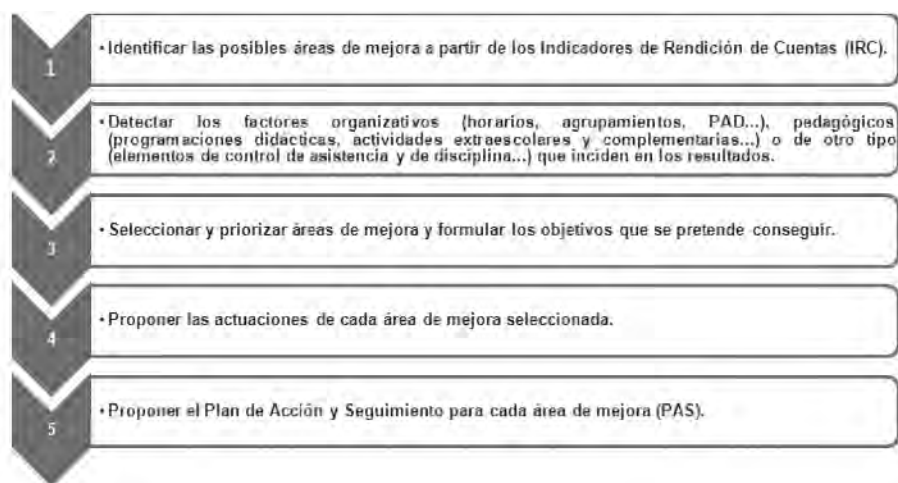 1
• Identificar las posibles áreas de mejora a partir de los Indicadores de Rendición de Cuentas (IRC).
2
• Detectar los factores organizativos (horarios, agrupamientos, PAD...), pedagógicos
(programaciones didácticas, actividades extraescolares y complementarias...) o de otro tipo
(elementos de control de asistencia y de disciplina...) que inciden en los resultados.
3
• Seleccionar y priorizar áreas de mejora y formular los objetivos que se pretende conseguir.
4
• Proponer las actuaciones de cada área de mejora seleccionada.
5
• Proponer el Plan de Acción y Seguimiento para cada área de mejora (PAS).